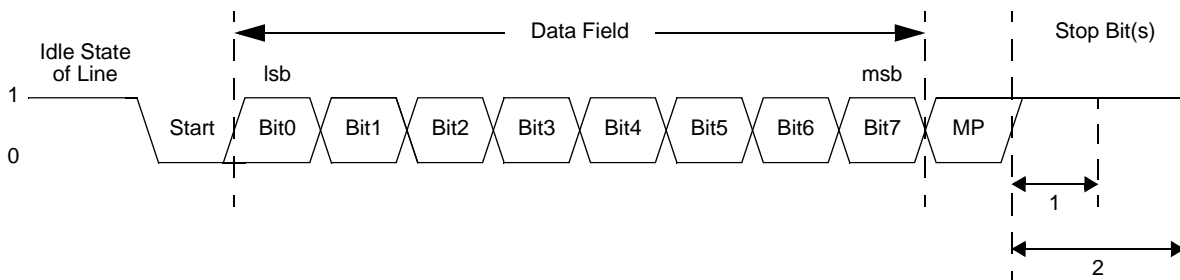 Data Field
Stop Bit(s)
Idle State
of Line
lsb
msb
1
Start
Bit0
Bit1
Bit2
Bit3
Bit4
Bit5
Bit6
Bit7
MP
0
1
2